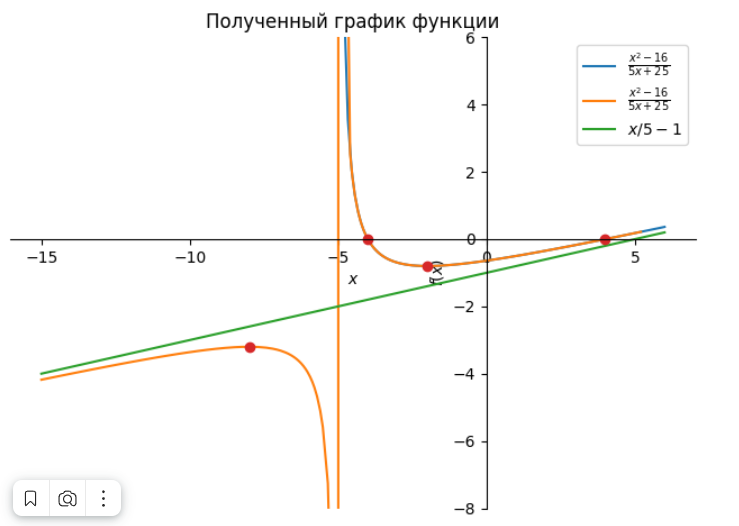 Полученный график функции
6
x² − 16
5x + 25
x² − 16
5x + 25
x/5 − 1
4
2
0
−15
−10
−5
0
5
x
f(x)
−2
−4
−6
−8